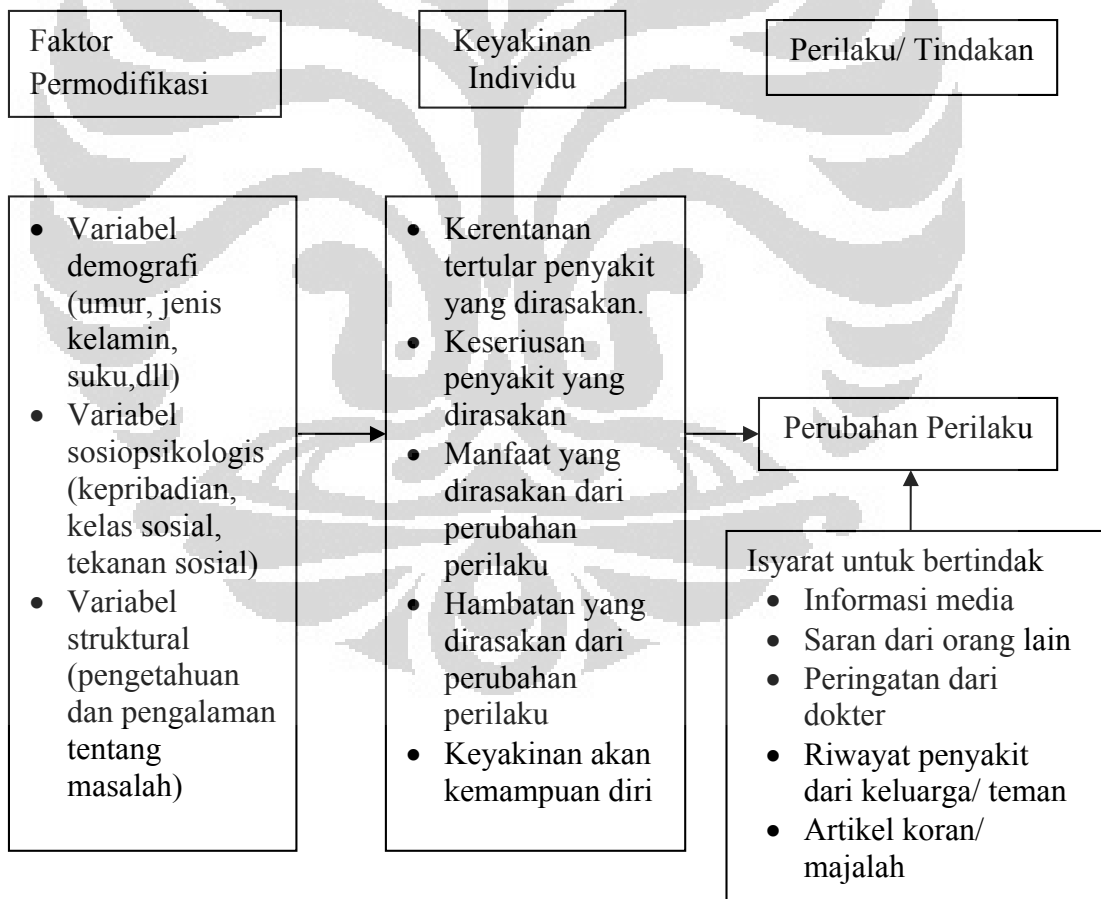 Faktor
Permodifikasi
Keyakinan
Individu
Perilaku/ Tindakan
• Variabel
demografi
(umur, jenis
kelamin,
suku,dll)
• Variabel
sosiopsikologis
(kepribadian,
kelas sosial,
tekanan sosial)
• Variabel
struktural
(pengetahuan
dan pengalaman
tentang
masalah)
• Kerentanan
tertular penyakit
yang dirasakan.
• Keseriusan
penyakit yang
dirasakan
• Manfaat yang
dirasakan dari
perubahan
perilaku
• Hambatan yang
dirasakan dari
perubahan
perilaku
• Keyakinan akan
kemampuan diri
Perubahan Perilaku
Isyarat untuk bertindak
• Informasi media
• Saran dari orang lain
• Peringatan dari
dokter
• Riwayat penyakit
dari keluarga/ teman
• Artikel koran/
majalah